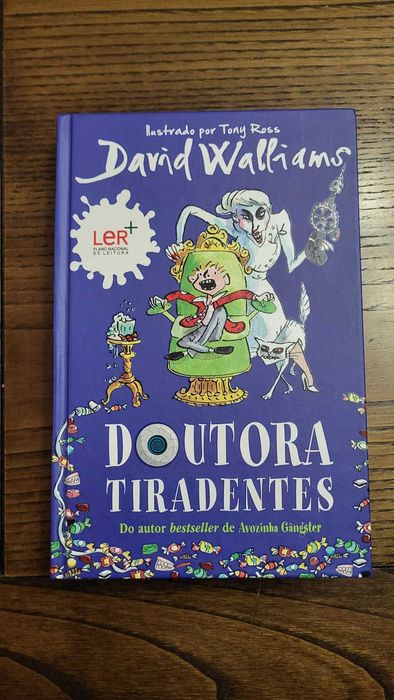 Ilustrado por Tony Ross
David Walliams
LeR+
PLANO NACIONAL
DE LEITURA
DOUTORA
TIRADENTES
Do autor bestseller de Avozinha Gângster